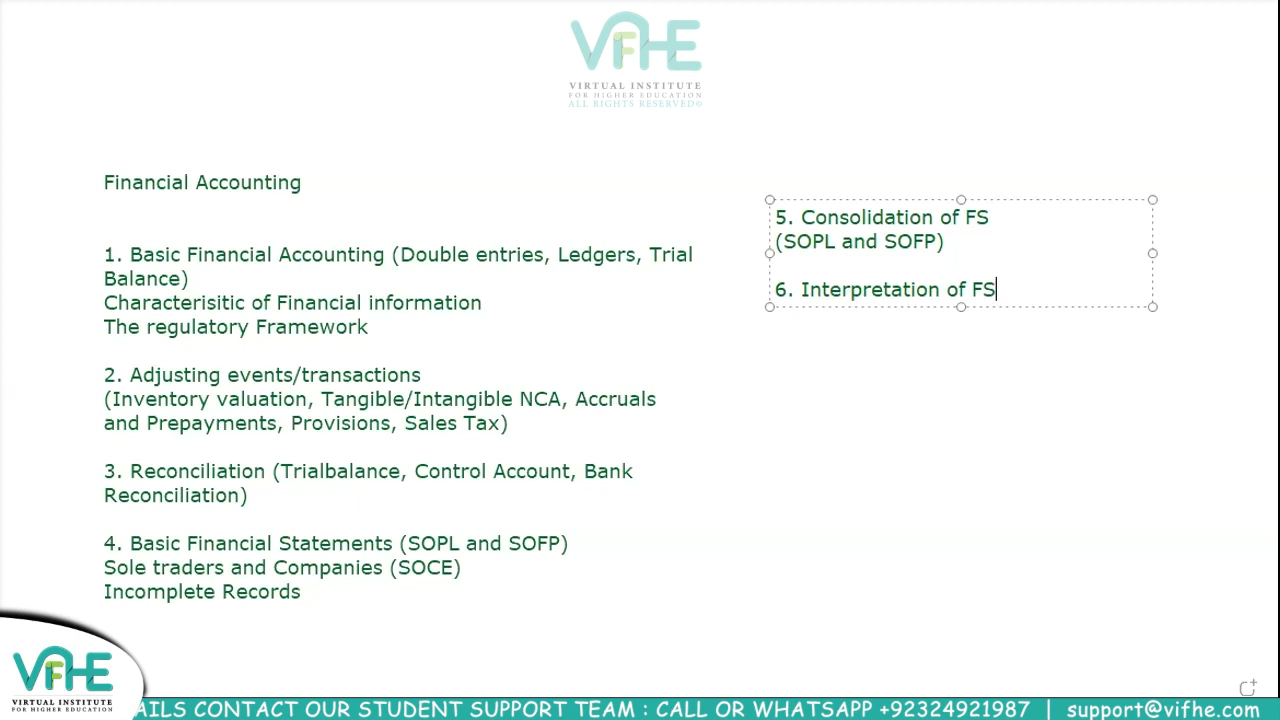 VIFHE
VIRTUAL INSTITUTE
FOR HIGHER EDUCATION
ALL RIGHTS RESERVED©
Financial Accounting
1. Basic Financial Accounting (Double entries, Ledgers, Trial
Balance)
Characterisitic of Financial information
The regulatory Framework
2. Adjusting events/transactions
(Inventory valuation, Tangible/Intangible NCA, Accruals
and Prepayments, Provisions, Sales Tax)
3. Reconciliation (Trialbalance, Control Account, Bank
Reconciliation)
4. Basic Financial Statements (SOPL and SOFP)
Sole traders and Companies (SOCE)
Incomplete Records
5. Consolidation of FS
(SOPL and SOFP)
6. Interpretation of FS
VIFHE
VIRTUAL INSTITUTE
FOR HIGHER EDUCATION
AILS CONTACT OUR STUDENT SUPPORT TEAM : CALL OR WHATSAPP +92324921987 | support@vifhe.com